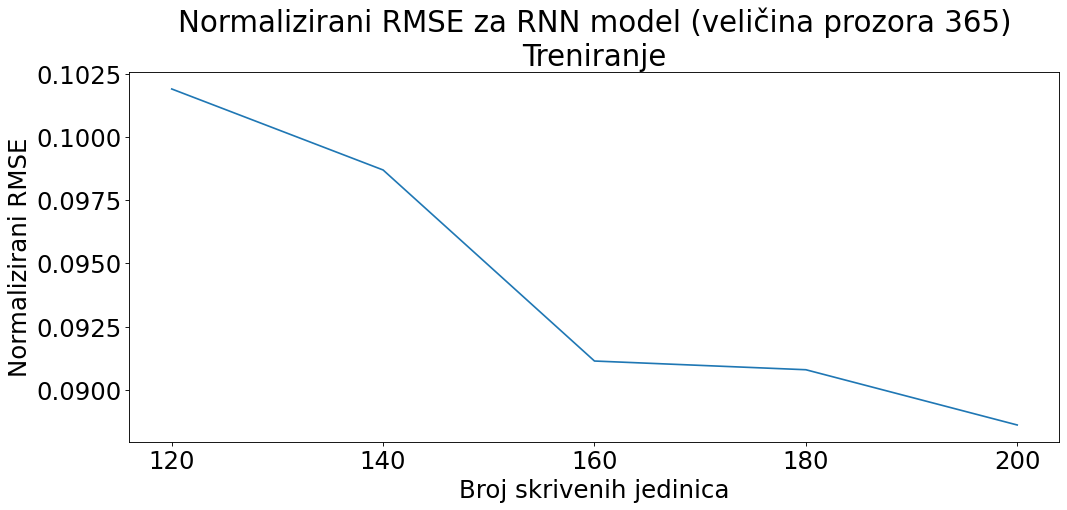 Normalizirani RMSE za RNN model (veličina prozora 365)
Treniranje
0.1025
0.1000
0.0975
0.0950
0.0925
0.0900
Normalizirani RMSE
120 140 160 180 200
Broj skrivenih jedinica